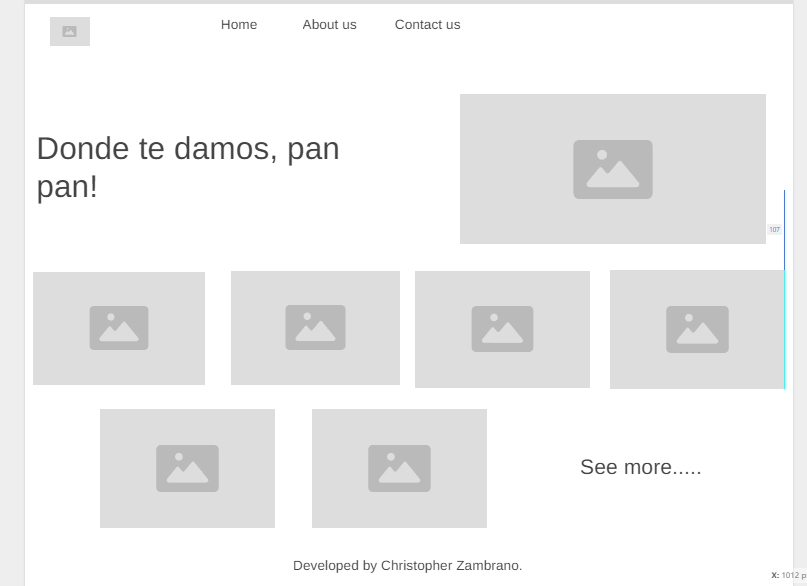 Home About us Contact us
Donde te damos, pan
pan!
107
See more.....
Developed by Christopher Zambrano.
X: 1012 p